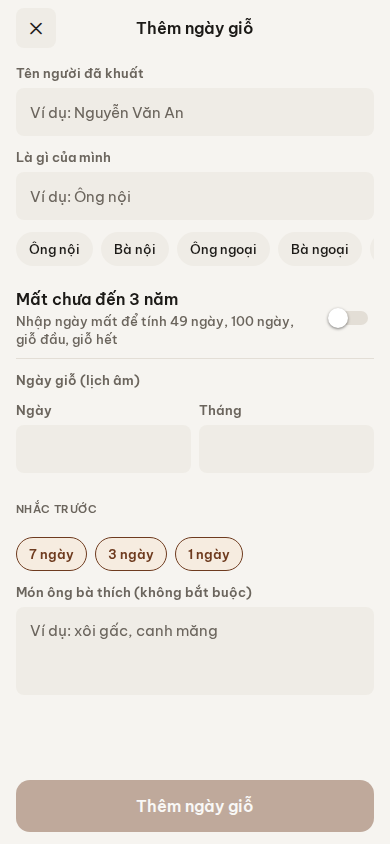 Thêm ngày giỗ
Tên người đã khuất
Ví dụ: Nguyễn Văn An
Là gì của mình
Ví dụ: Ông nội
Ông nội
Bà nội
Ông ngoại
Bà ngoại
Mất chưa đến 3 năm
Nhập ngày mất để tính 49 ngày, 100 ngày,
giỗ đầu, giỗ hết
Ngày giỗ (lịch âm)
Ngày
Tháng
NHẮC TRƯỚC
7 ngày
3 ngày
1 ngày
Món ông bà thích (không bắt buộc)
Ví dụ: xôi gấc, canh măng
Thêm ngày giỗ